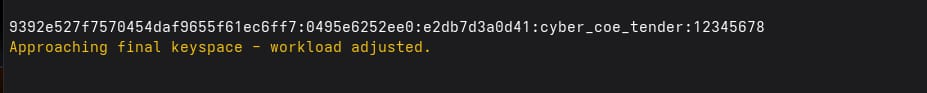 9392e527f7570454daf9655f61ec6ff7:0495e6252ee0:e2db7d3a0d41:cyber_coe_tender:12345678
Approaching final keyspace - workload adjusted.